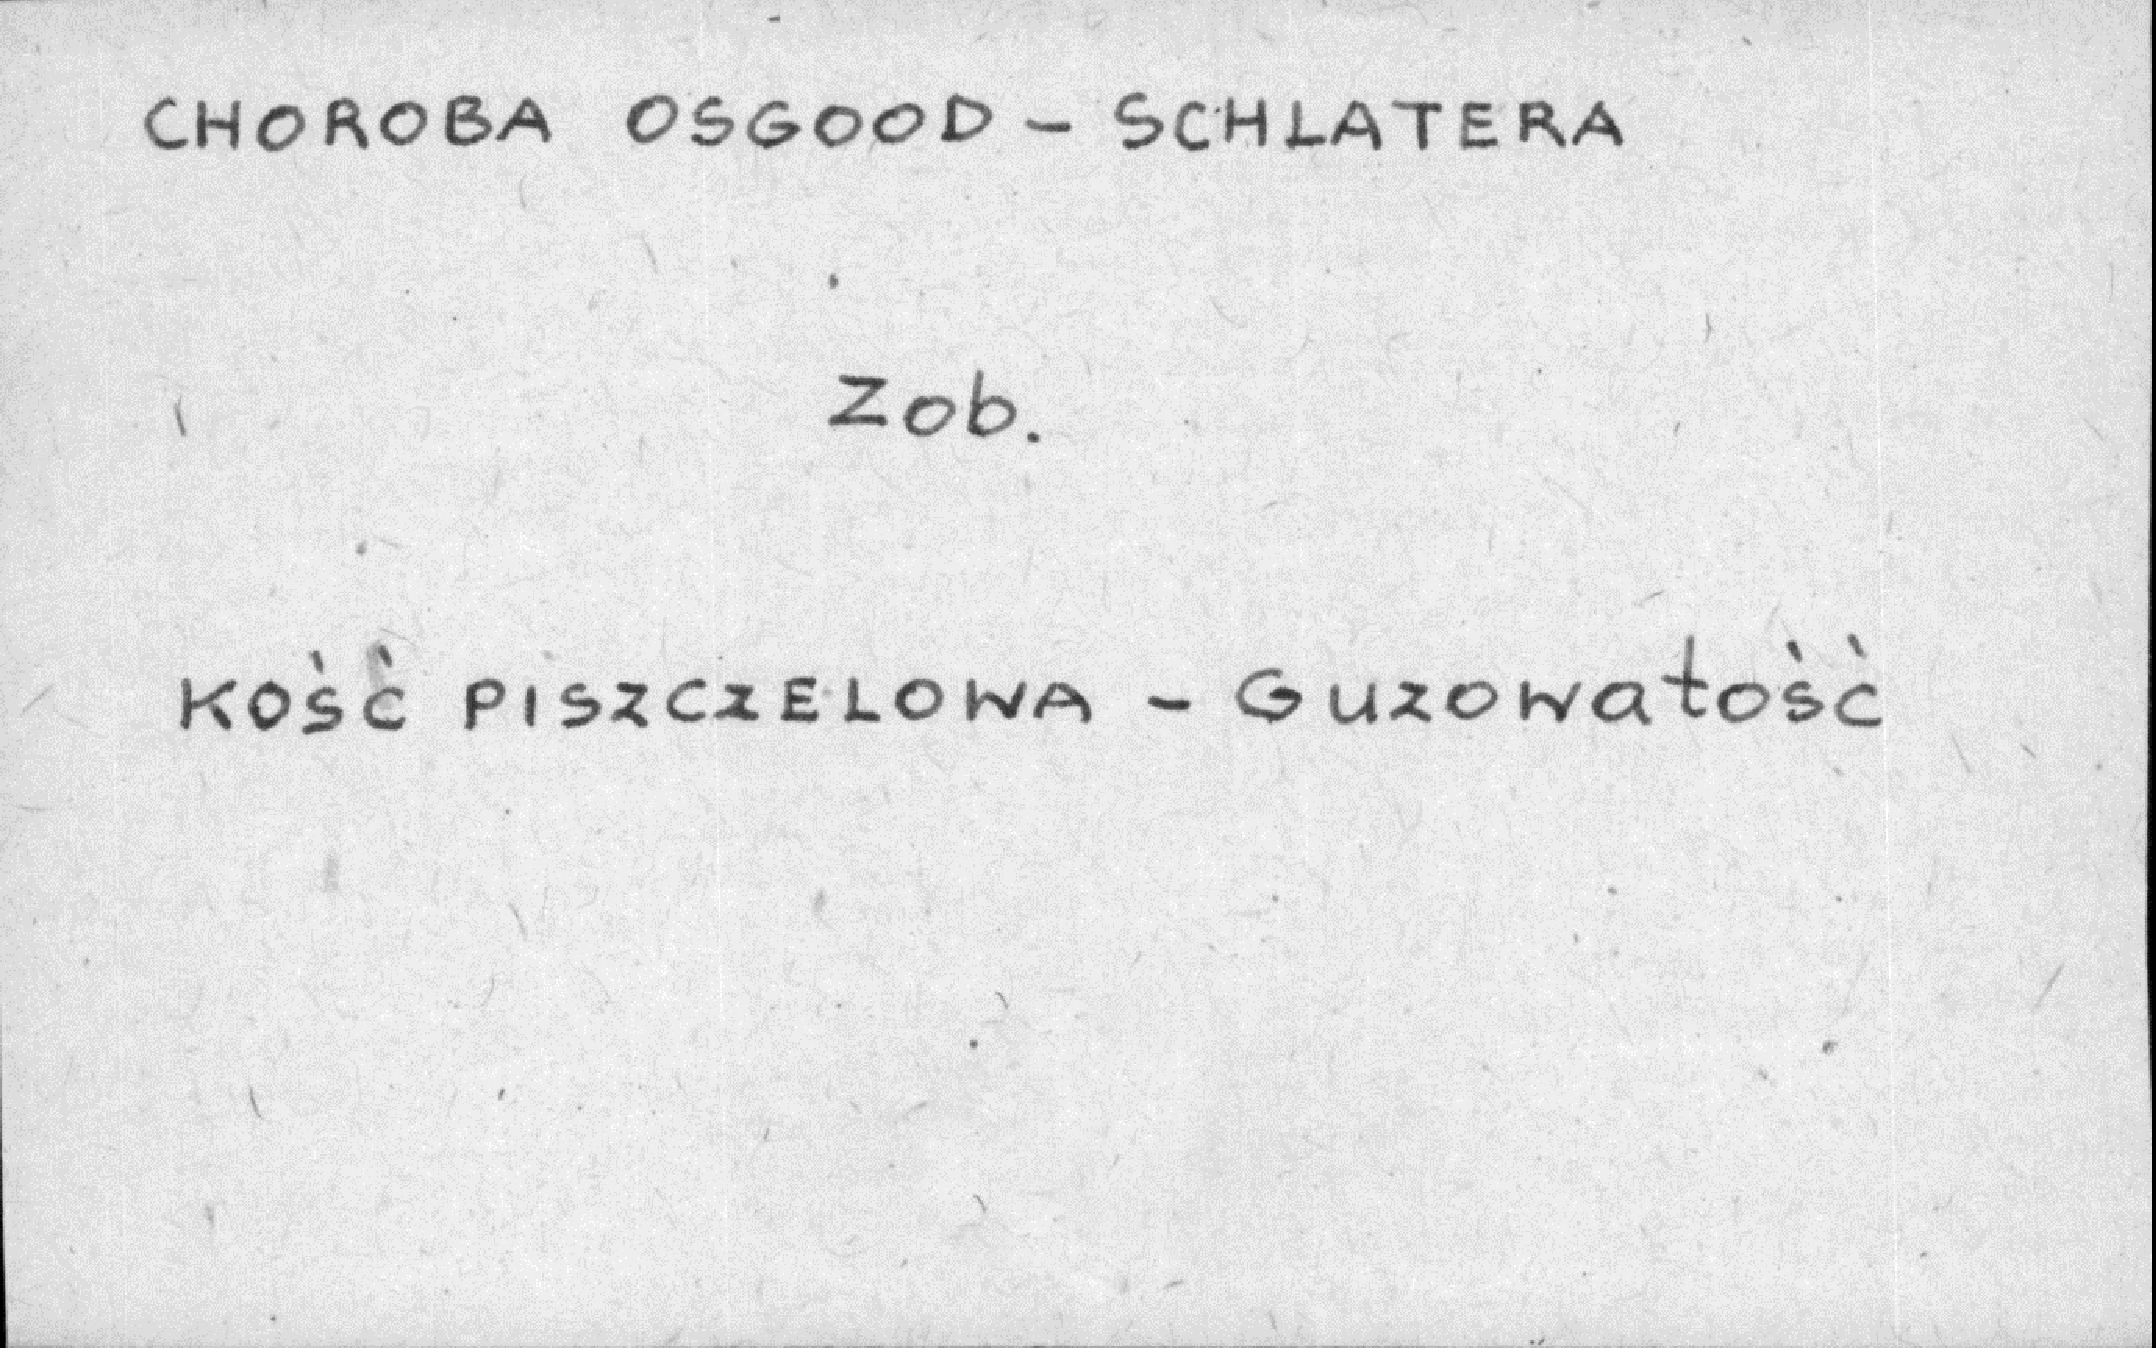 CHOROBA OSGOOD - SCHLATERA
Zob.
KOŚĆ PISZCZELOWA - Guzowatość